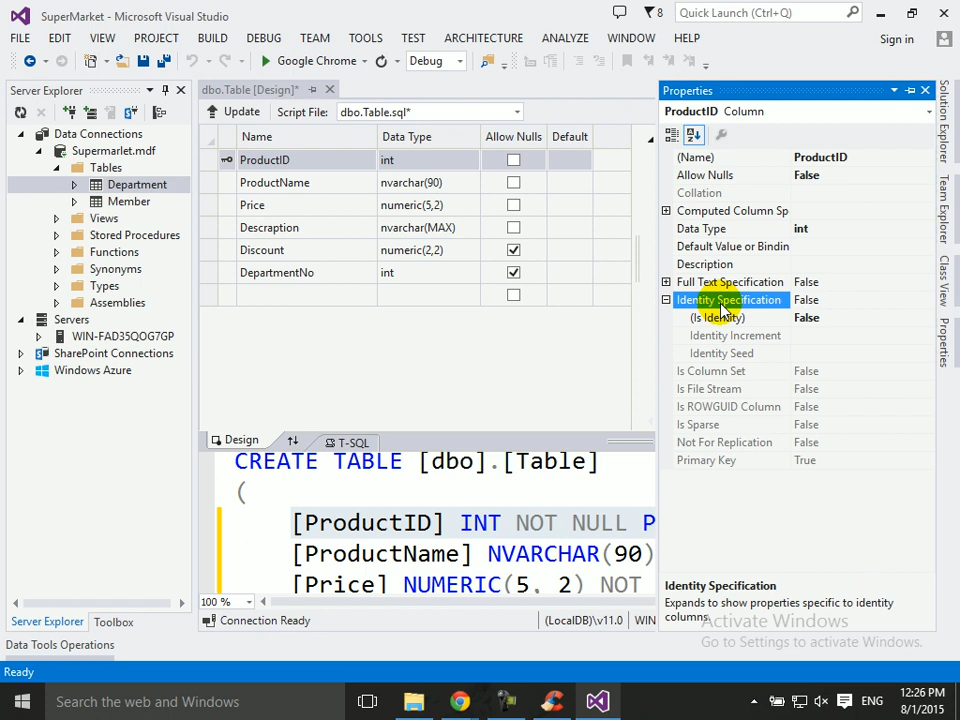 SuperMarket - Microsoft Visual Studio
8
Quick Launch (Ctrl+Q)
FILE EDIT VIEW PROJECT BUILD DEBUG TEAM TOOLS TEST ARCHITECTURE ANALYZE WINDOW HELP
Sign in
Google Chrome
Debug
Server Explorer
Data Connections
Supermarket.mdf
Tables
Department
Member
Views
Stored Procedures
Functions
Synonyms
Types
Assemblies
Servers
WIN-FAD35QOG7GP
SharePoint Connections
Windows Azure
Server Explorer
Toolbox
Data Tools Operations
dbo.Table [Design]*
Update Script File: dbo.Table.sql*
Name Data Type Allow Nulls Default
ProductID int
ProductName nvarchar(90)
Price numeric(5,2)
Descraption nvarchar(MAX)
Discount numeric(2,2)
DepartmentNo int
Design
T-SQL
CREATE TABLE [dbo].[Table]
(
[ProductID] INT NOT NULL P
[ProductName] NVARCHAR(90)
[Price] NUMERIC(5, 2) NOT
100 %
Connection Ready
(LocalDB)\v11.0
WIN
Properties
ProductID Column
(Name) ProductID
Allow Nulls False
Collation
Computed Column Sp
Data Type int
Default Value or Bindin
Description
Full Text Specification False
Identity Specification False
(Is Identity) False
Identity Increment
Identity Seed
Is Column Set False
Is File Stream False
Is ROWGUID Column False
Is Sparse False
Not For Replication False
Primary Key True
Identity Specification
Expands to show properties specific to identity
columns.
Activate Windows
Go to Settings to activate Windows.
Solution Explorer
Team Explorer
Class View
Properties
Ready
Search the web and Windows
ENG
12:26 PM
8/1/2015